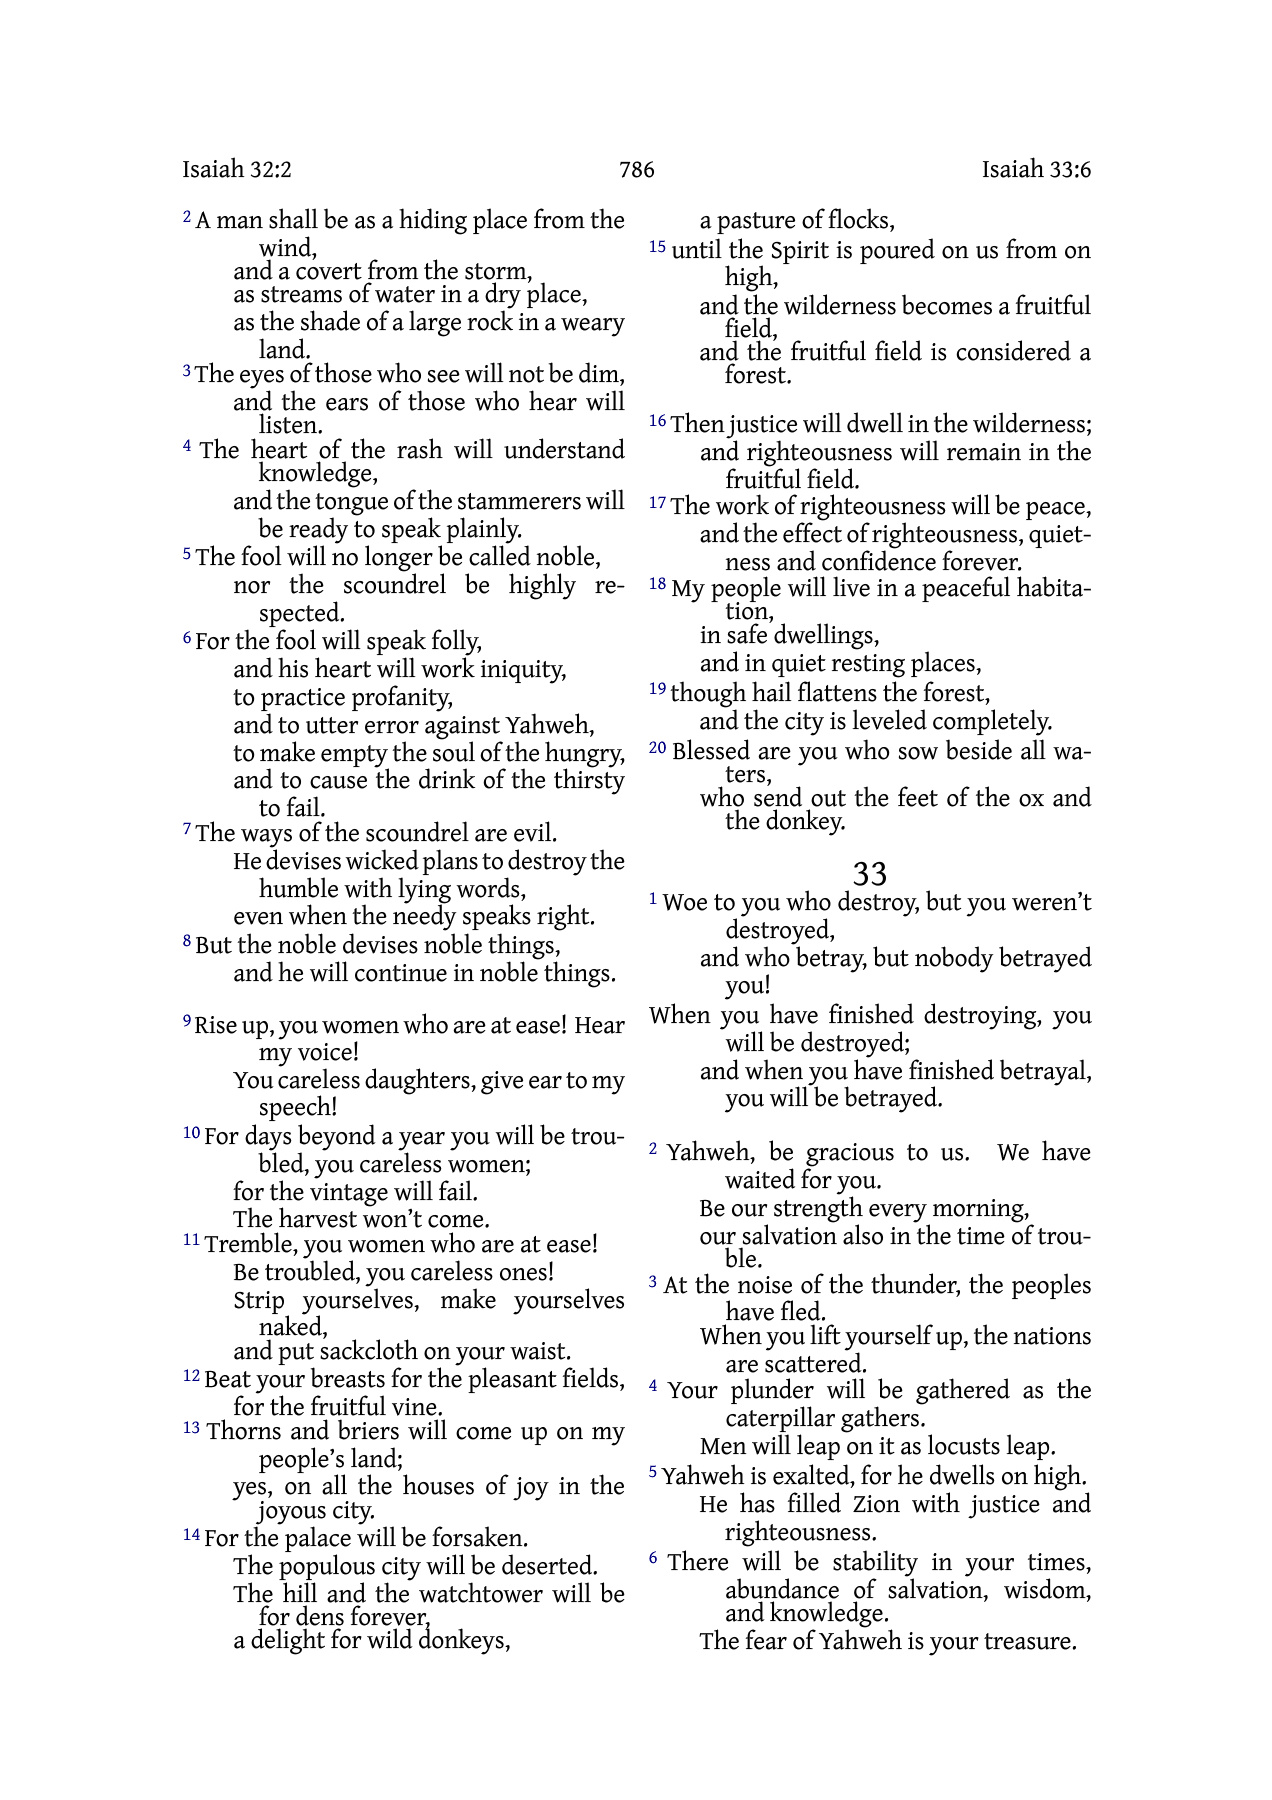 Isaiah 32:2 786 Isaiah 33:6
2 A man shall be as a hiding place from the
wind,
and a covert from the storm,
as streams of water in a dry place,
as the shade of a large rock in a weary
land.
3 The eyes of those who see will not be dim,
and the ears of those who hear will
listen.
4 The heart of the rash will understand
knowledge,
and the tongue of the stammerers will
be ready to speak plainly.
5 The fool will no longer be called noble,
nor the scoundrel be highly re-
spected.
6 For the fool will speak folly,
and his heart will work iniquity,
to practice profanity,
and to utter error against Yahweh,
to make empty the soul of the hungry,
and to cause the drink of the thirsty
to fail.
7 The ways of the scoundrel are evil.
He devises wicked plans to destroy the
humble with lying words,
even when the needy speaks right.
8 But the noble devises noble things,
and he will continue in noble things.
9 Rise up, you women who are at ease! Hear
my voice!
You careless daughters, give ear to my
speech!
10 For days beyond a year you will be trou-
bled, you careless women;
for the vintage will fail.
The harvest won’t come.
11 Tremble, you women who are at ease!
Be troubled, you careless ones!
Strip yourselves, make yourselves
naked,
and put sackcloth on your waist.
12 Beat your breasts for the pleasant fields,
for the fruitful vine.
13 Thorns and briers will come up on my
people’s land;
yes, on all the houses of joy in the
joyous city.
14 For the palace will be forsaken.
The populous city will be deserted.
The hill and the watchtower will be
for dens forever,
a delight for wild donkeys,
a pasture of flocks,
15 until the Spirit is poured on us from on
high,
and the wilderness becomes a fruitful
field,
and the fruitful field is considered a
forest.
16 Then justice will dwell in the wilderness;
and righteousness will remain in the
fruitful field.
17 The work of righteousness will be peace,
and the effect of righteousness, quiet-
ness and confidence forever.
18 My people will live in a peaceful habita-
tion,
in safe dwellings,
and in quiet resting places,
19 though hail flattens the forest,
and the city is leveled completely.
20 Blessed are you who sow beside all wa-
ters,
who send out the feet of the ox and
the donkey.
33
1 Woe to you who destroy, but you weren’t
destroyed,
and who betray, but nobody betrayed
you!
When you have finished destroying, you
will be destroyed;
and when you have finished betrayal,
you will be betrayed.
2 Yahweh, be gracious to us. We have
waited for you.
Be our strength every morning,
our salvation also in the time of trou-
ble.
3 At the noise of the thunder, the peoples
have fled.
When you lift yourself up, the nations
are scattered.
4 Your plunder will be gathered as the
caterpillar gathers.
Men will leap on it as locusts leap.
5 Yahweh is exalted, for he dwells on high.
He has filled Zion with justice and
righteousness.
6 There will be stability in your times,
abundance of salvation, wisdom,
and knowledge.
The fear of Yahweh is your treasure.